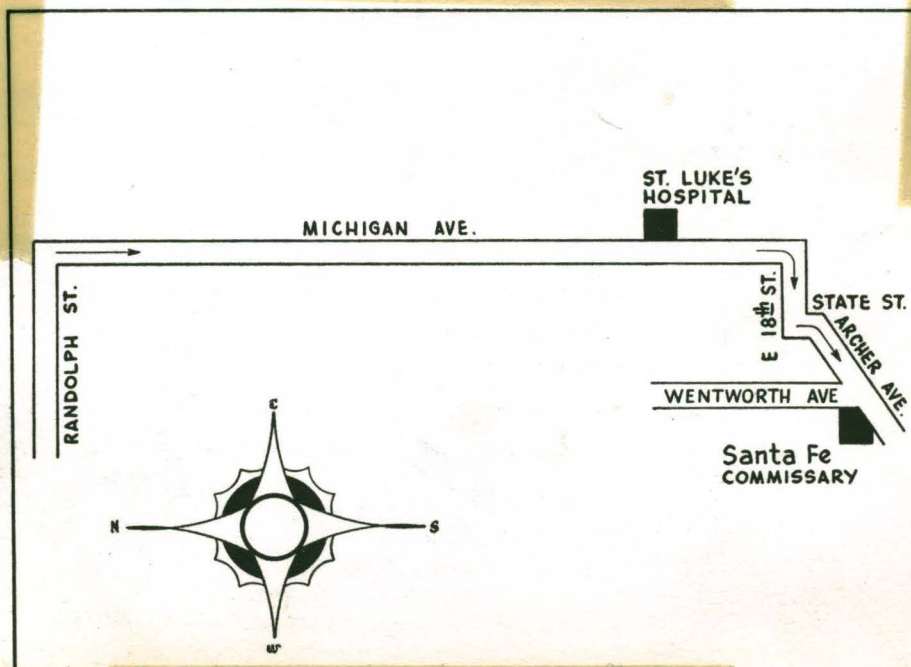 ST. LUKE'S
HOSPITAL
MICHIGAN AVE.
RANDOLPH ST.
E 18th ST.
STATE ST.
ARCHER AVE.
WENTWORTH AVE
Santa Fe
COMMISSARY
E
N
S
W